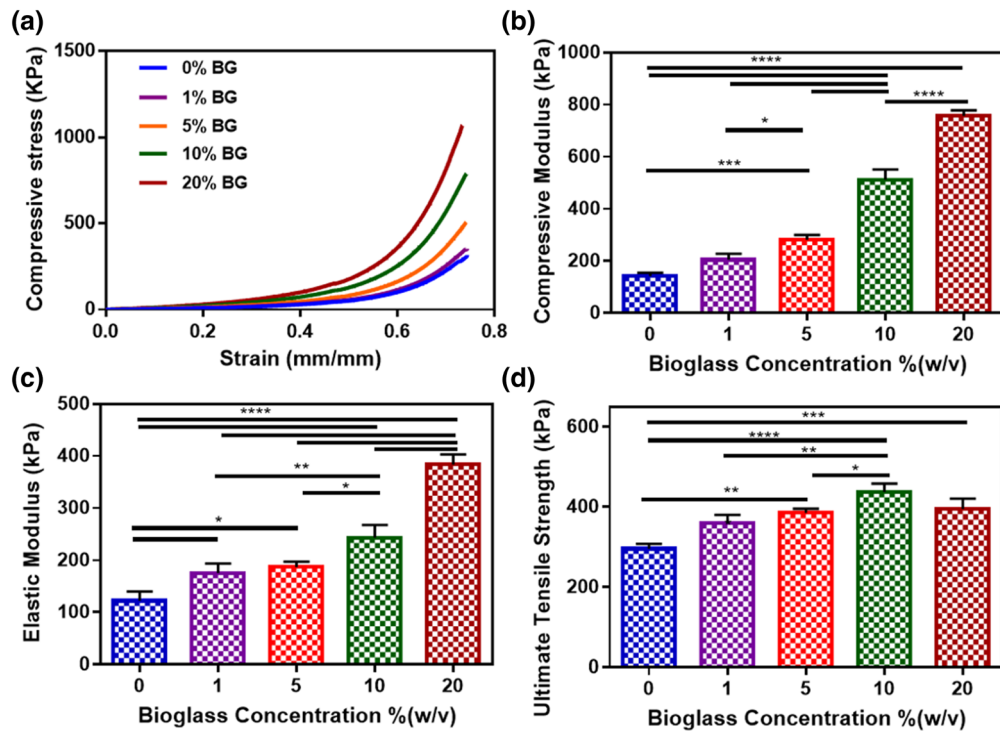 (a)
Compressive stress (KPa)
1500
1000
500
0
0% BG
1% BG
5% BG
10% BG
20% BG
0.0 0.2 0.4 0.6 0.8
Strain (mm/mm)
(b)
Compressive Modulus (kPa)
1000
800
600
400
200
0
****
****
*
***
0 1 5 10 20
Bioglass Concentration %(w/v)
(c)
Elastic Modulus (kPa)
500
400
300
200
100
0
****
**
*
*
0 1 5 10 20
Bioglass Concentration %(w/v)
(d)
Ultimate Tensile Strength (kPa)
600
400
200
0
***
****
**
*
**
0 1 5 10 20
Bioglass Concentration %(w/v)